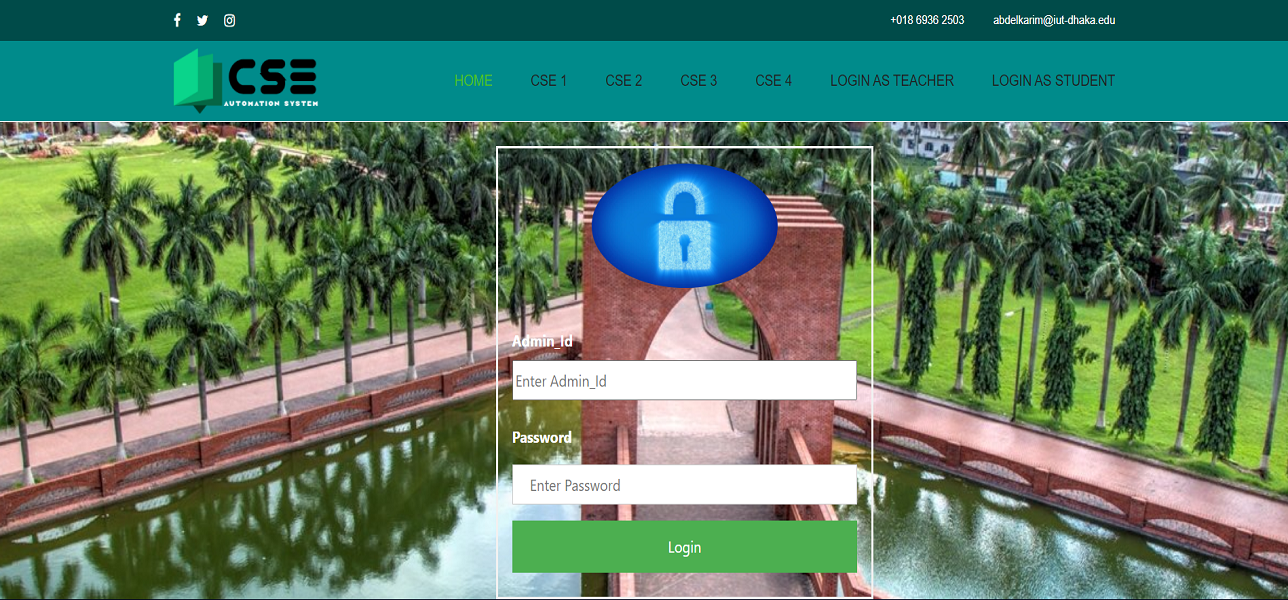 +018 6936 2503 abdelkarim@iut-dhaka.edu
CSE
AUTOMATION SYSTEM
HOME CSE 1 CSE 2 CSE 3 CSE 4 LOGIN AS TEACHER LOGIN AS STUDENT
Admin_Id
Enter Admin_Id
Password
Enter Password
Login